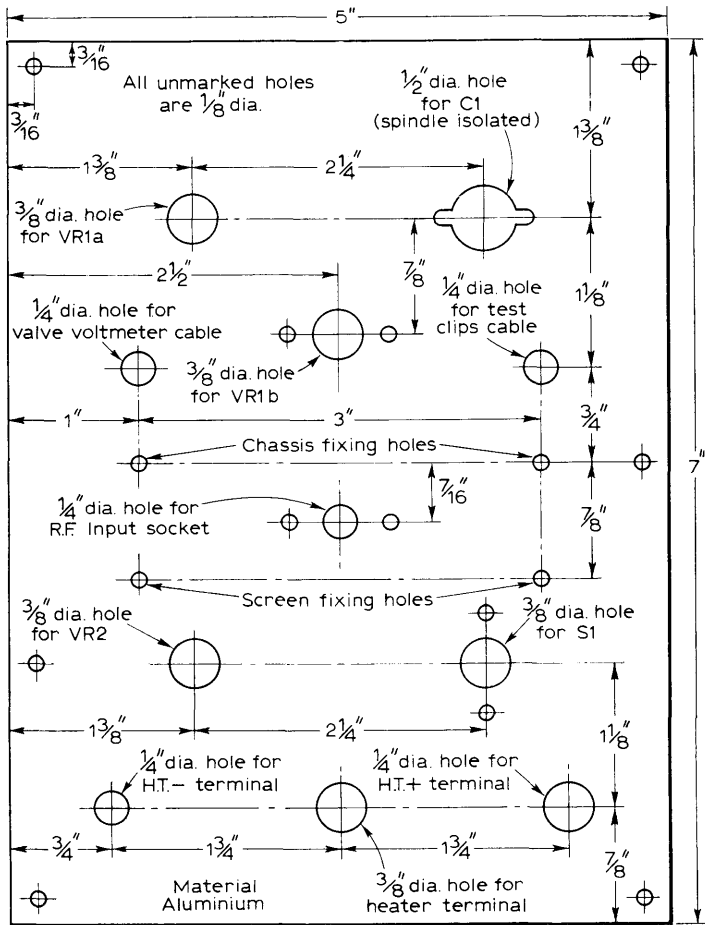 5"
3/16"
3/16"
All unmarked holes
are 1/8" dia.
1/2" dia. hole
for C1
(spindle isolated)
1 3/8"
1 3/8"
2 1/4"
3/8" dia. hole
for VR1a
2 1/2"
7/8"
1 1/8"
1/4" dia. hole for
valve voltmeter cable
1/4" dia. hole
for test
clips cable
3/8" dia. hole
for VR1b
1"
3"
3/4"
7"
Chassis fixing holes
1/4" dia. hole for
R.F. Input socket
7/16"
7/8"
Screen fixing holes
3/8" dia. hole
for VR2
3/8" dia. hole
for S1
1 3/8"
2 1/4"
1 1/8"
1/4" dia. hole for
H.T.- terminal
1/4" dia. hole for
H.T.+ terminal
3/4"
1 3/4"
1 3/4"
7/8"
Material
Aluminium
3/8" dia. hole for
heater terminal